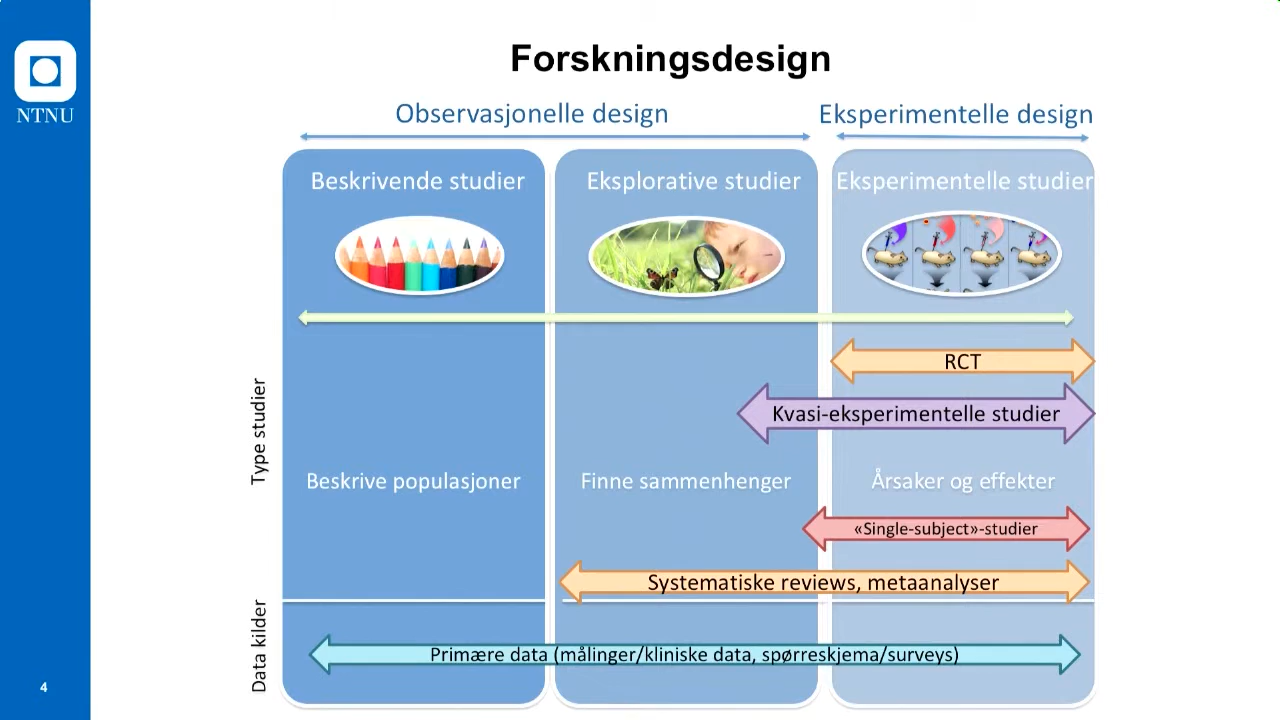 Forskningsdesign
NTNU
Observasjonelle design
Eksperimentelle design
Beskrivende studier
Eksplorative studier
Eksperimentelle studier
RCT
Kvasi-eksperimentelle studier
Type studier
Beskrive populasjoner
Finne sammenhenger
Årsaker og effekter
«Single-subject»-studier
Systematiske reviews, metaanalyser
Data kilder
Primære data (målinger/kliniske data, spørreskjema/surveys)
4